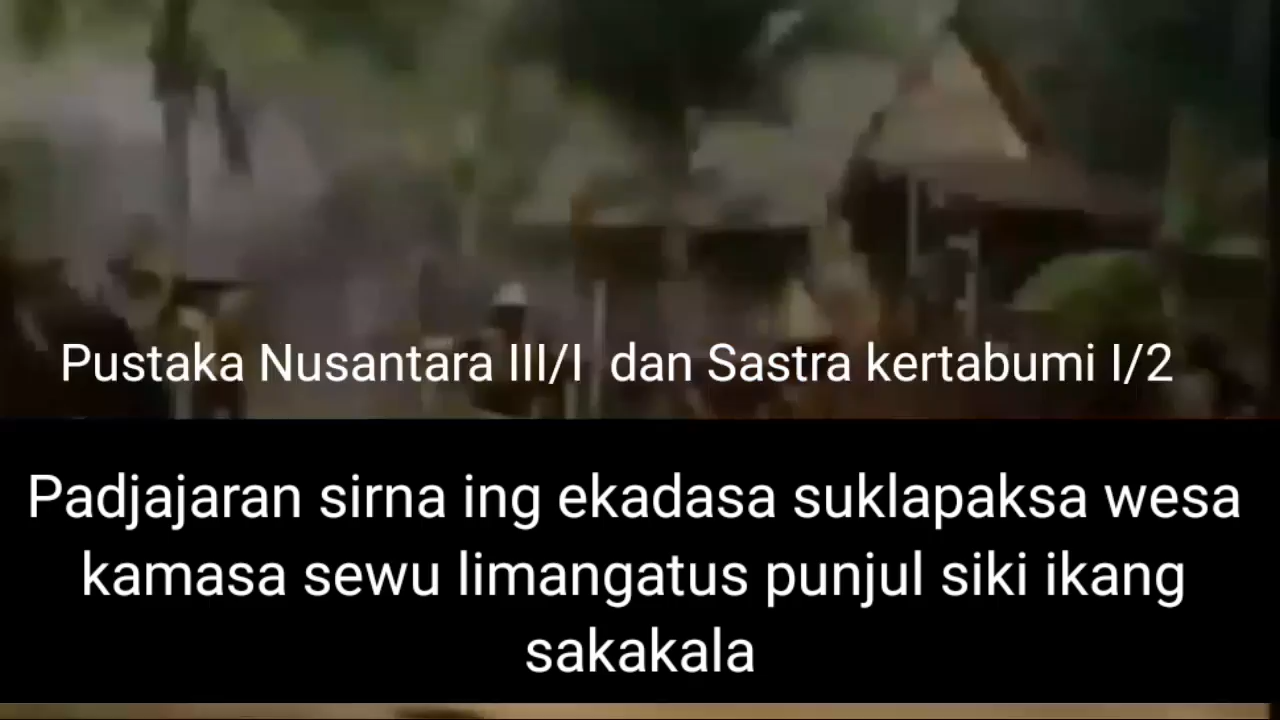 Pustaka Nusantara III/I  dan Sastra kertabumi I/2
Padjajaran sirna ing ekadasa suklapaksa wesa
kamasa sewu limangatus punjul siki ikang
sakakala